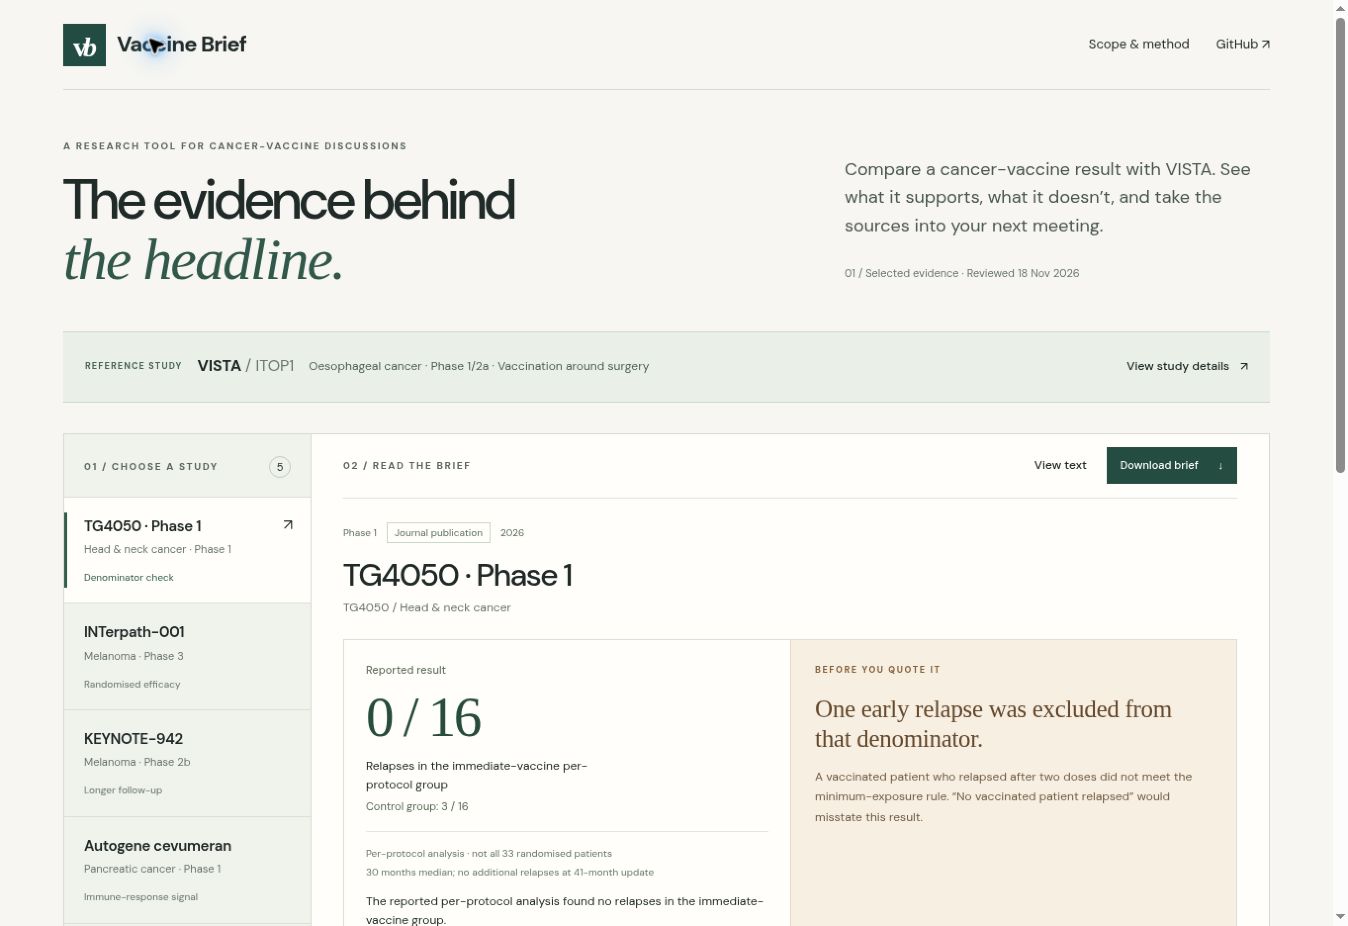 vb
Vaccine Brief
Scope & method
GitHub ↗
A RESEARCH TOOL FOR CANCER-VACCINE DISCUSSIONS
The evidence behind
the headline.
Compare a cancer-vaccine result with VISTA. See
what it supports, what it doesn’t, and take the
sources into your next meeting.
01 / Selected evidence · Reviewed 18 Nov 2026
REFERENCE STUDY
VISTA / ITOP1
Oesophageal cancer · Phase 1/2a · Vaccination around surgery
View study details ↗
01 / CHOOSE A STUDY
5
TG4050 · Phase 1
Head & neck cancer · Phase 1
Denominator check
INTerpath-001
Melanoma · Phase 3
Randomised efficacy
KEYNOTE-942
Melanoma · Phase 2b
Longer follow-up
Autogene cevumeran
Pancreatic cancer · Phase 1
Immune-response signal
02 / READ THE BRIEF
View text
Download brief ↓
Phase 1
Journal publication
2026
TG4050 · Phase 1
TG4050 / Head & neck cancer
Reported result
0 / 16
Relapses in the immediate-vaccine per-
protocol group
Control group: 3 / 16
Per-protocol analysis · not all 33 randomised patients
30 months median; no additional relapses at 41-month update
The reported per-protocol analysis found no relapses in the immediate-
vaccine group.
BEFORE YOU QUOTE IT
One early relapse was excluded from
that denominator.
A vaccinated patient who relapsed after two doses did not meet the
minimum-exposure rule. “No vaccinated patient relapsed” would
misstate this result.